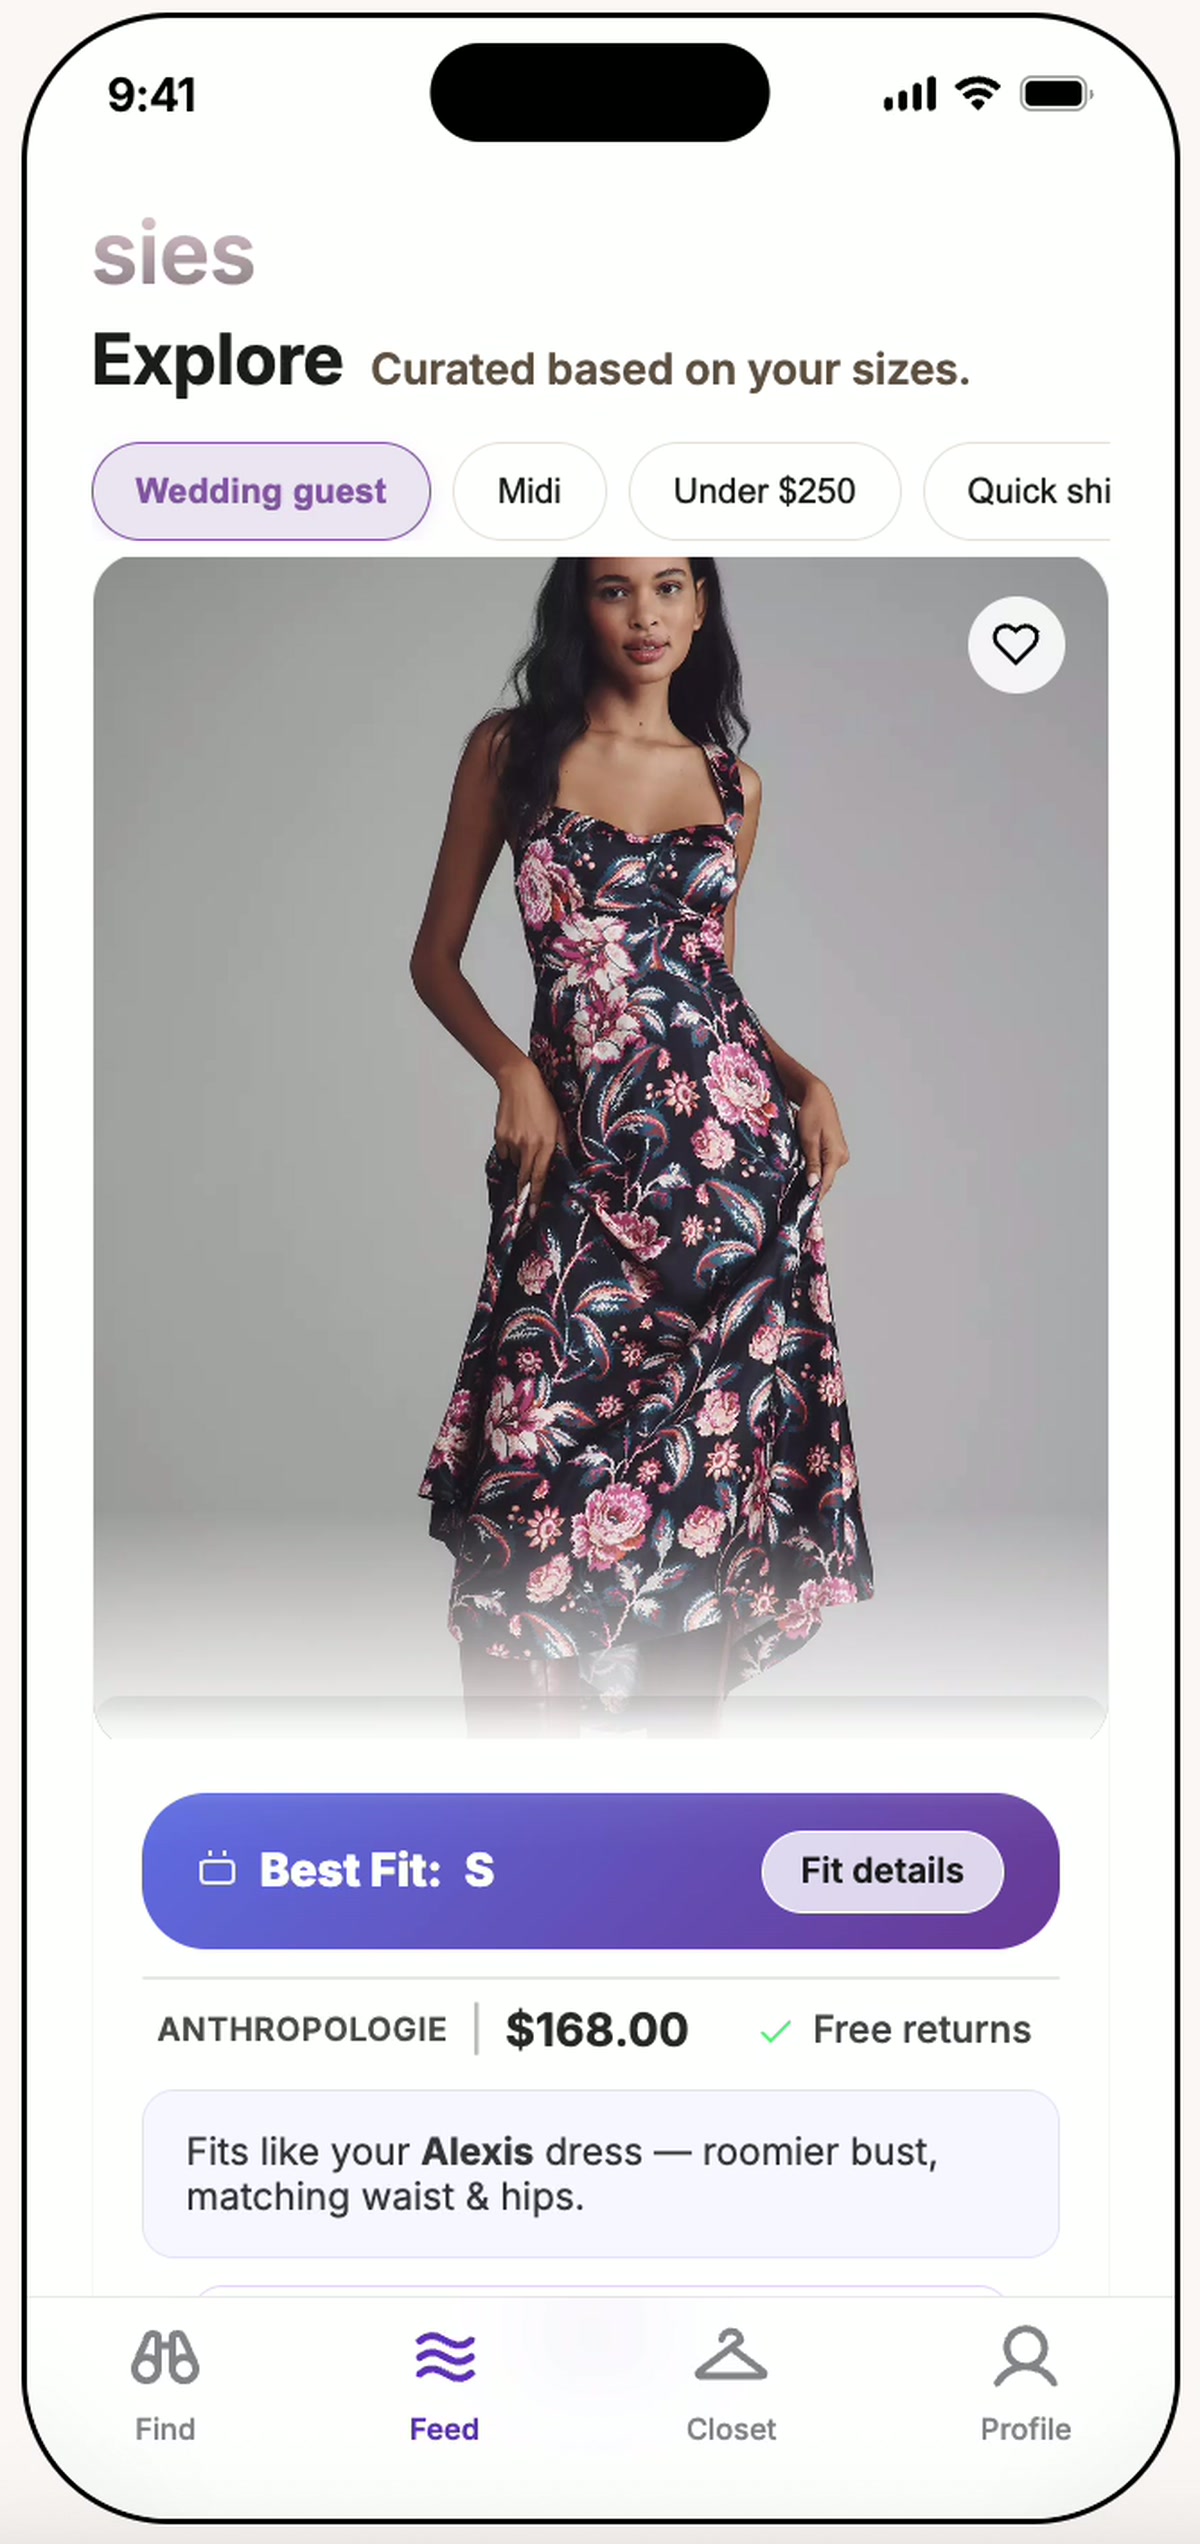 9:41
sies
Explore Curated based on your sizes.
Wedding guest Midi Under $250 Quick shi
Best Fit: S Fit details
ANTHROPOLOGIE $168.00 Free returns
Fits like your Alexis dress — roomier bust,
matching waist & hips.
Find Feed Closet Profile